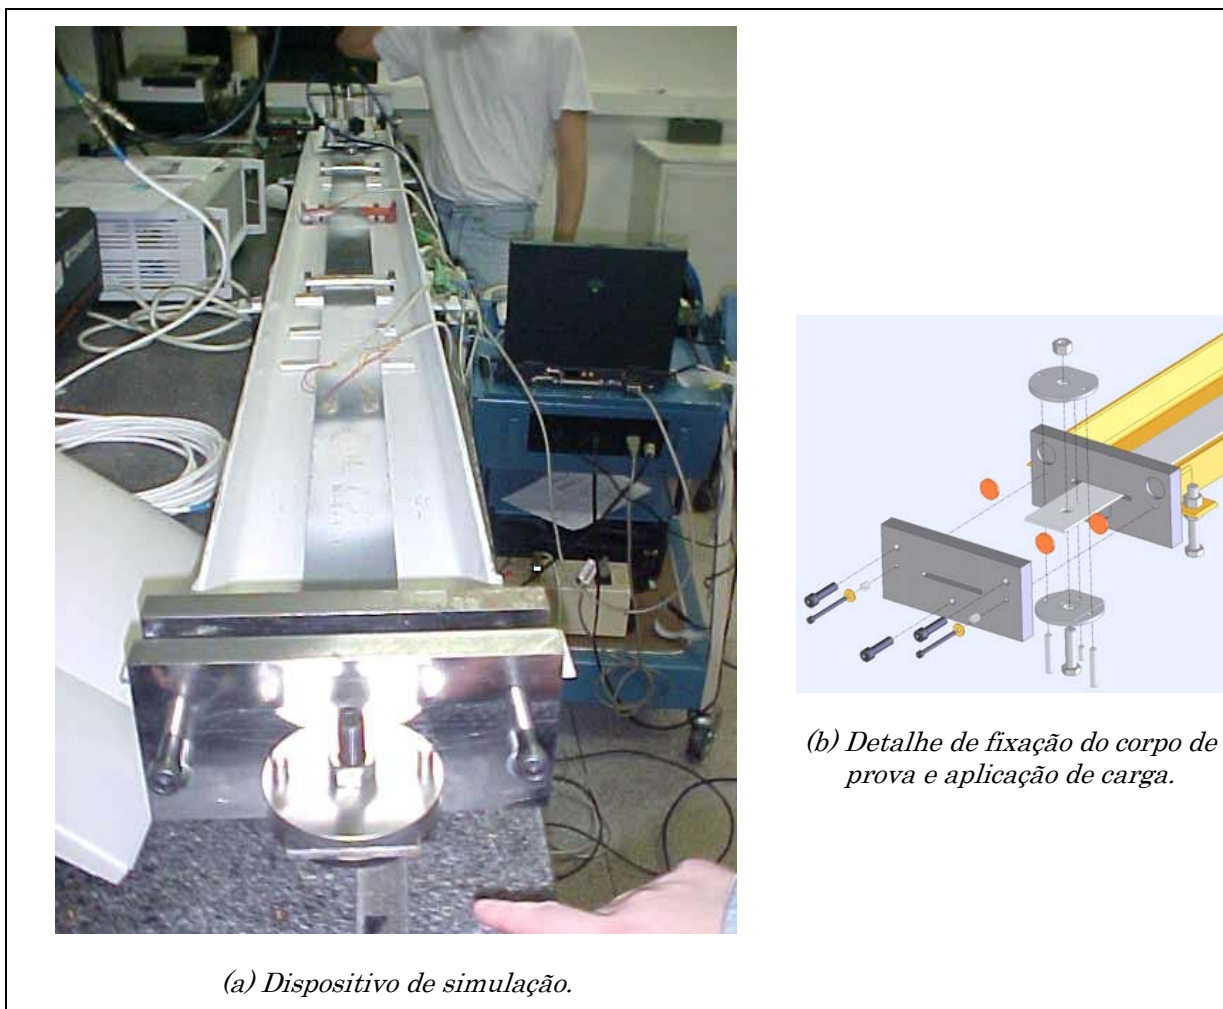 (a) Dispositivo de simulação.
(b) Detalhe de fixação do corpo de
prova e aplicação de carga.